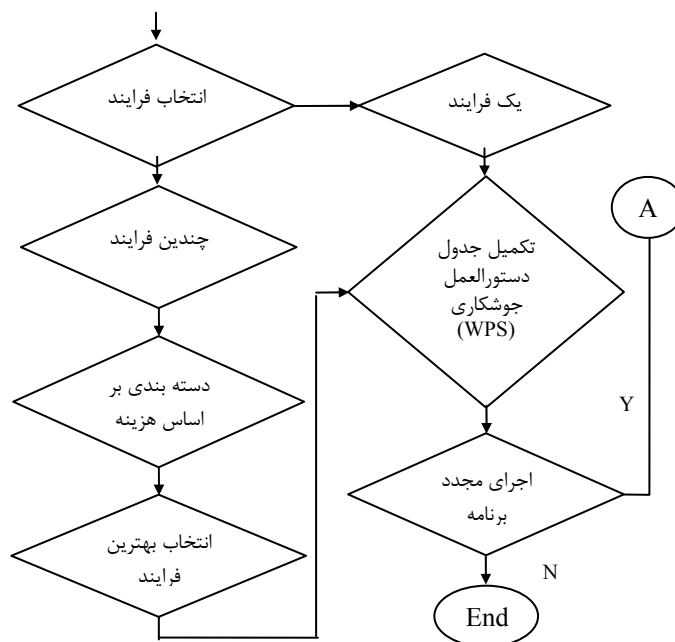 انتخاب فرایند
یک فرایند
چندین فرایند
A
تکمیل جدول
دستورالعمل
جوشکاری
(WPS)
دسته بندی بر
اساس هزینه
Y
اجرای مجدد
برنامه
انتخاب بهترین
فرایند
N
End